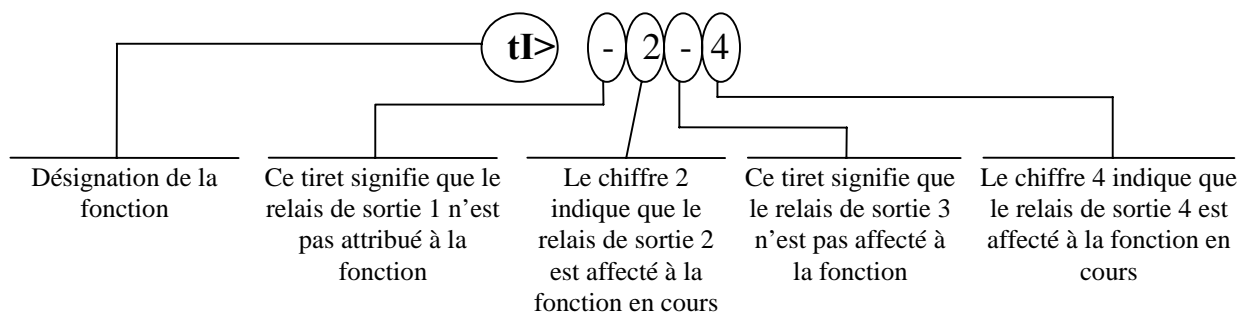 tI> - 2 - 4
Désignation de la
fonction
Ce tiret signifie que le
relais de sortie 1 n’est
pas attribué à la
fonction
Le chiffre 2
indique que le
relais de sortie 2
est affecté à la
fonction en cours
Ce tiret signifie que
le relais de sortie 3
n’est pas affecté à
la fonction
Le chiffre 4 indique que
le relais de sortie 4 est
affecté à la fonction en
cours